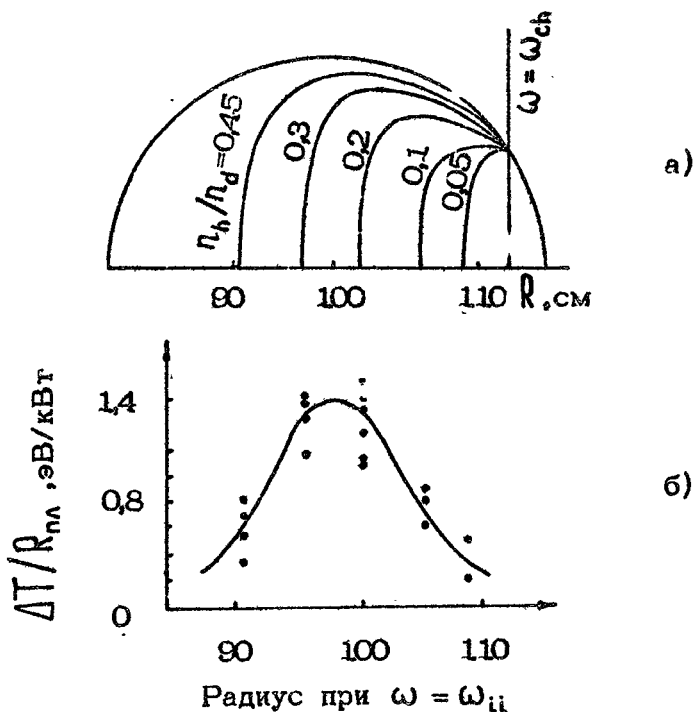 ω = ω_ch
n_h/n_d=0,45
0,3
0,2
0,1
0,05
а)
90 100 110 R, см
ΔT/R_пл, эВ/кВт
1,4
0,8
0
б)
90 100 110
Радиус при ω = ω_ii